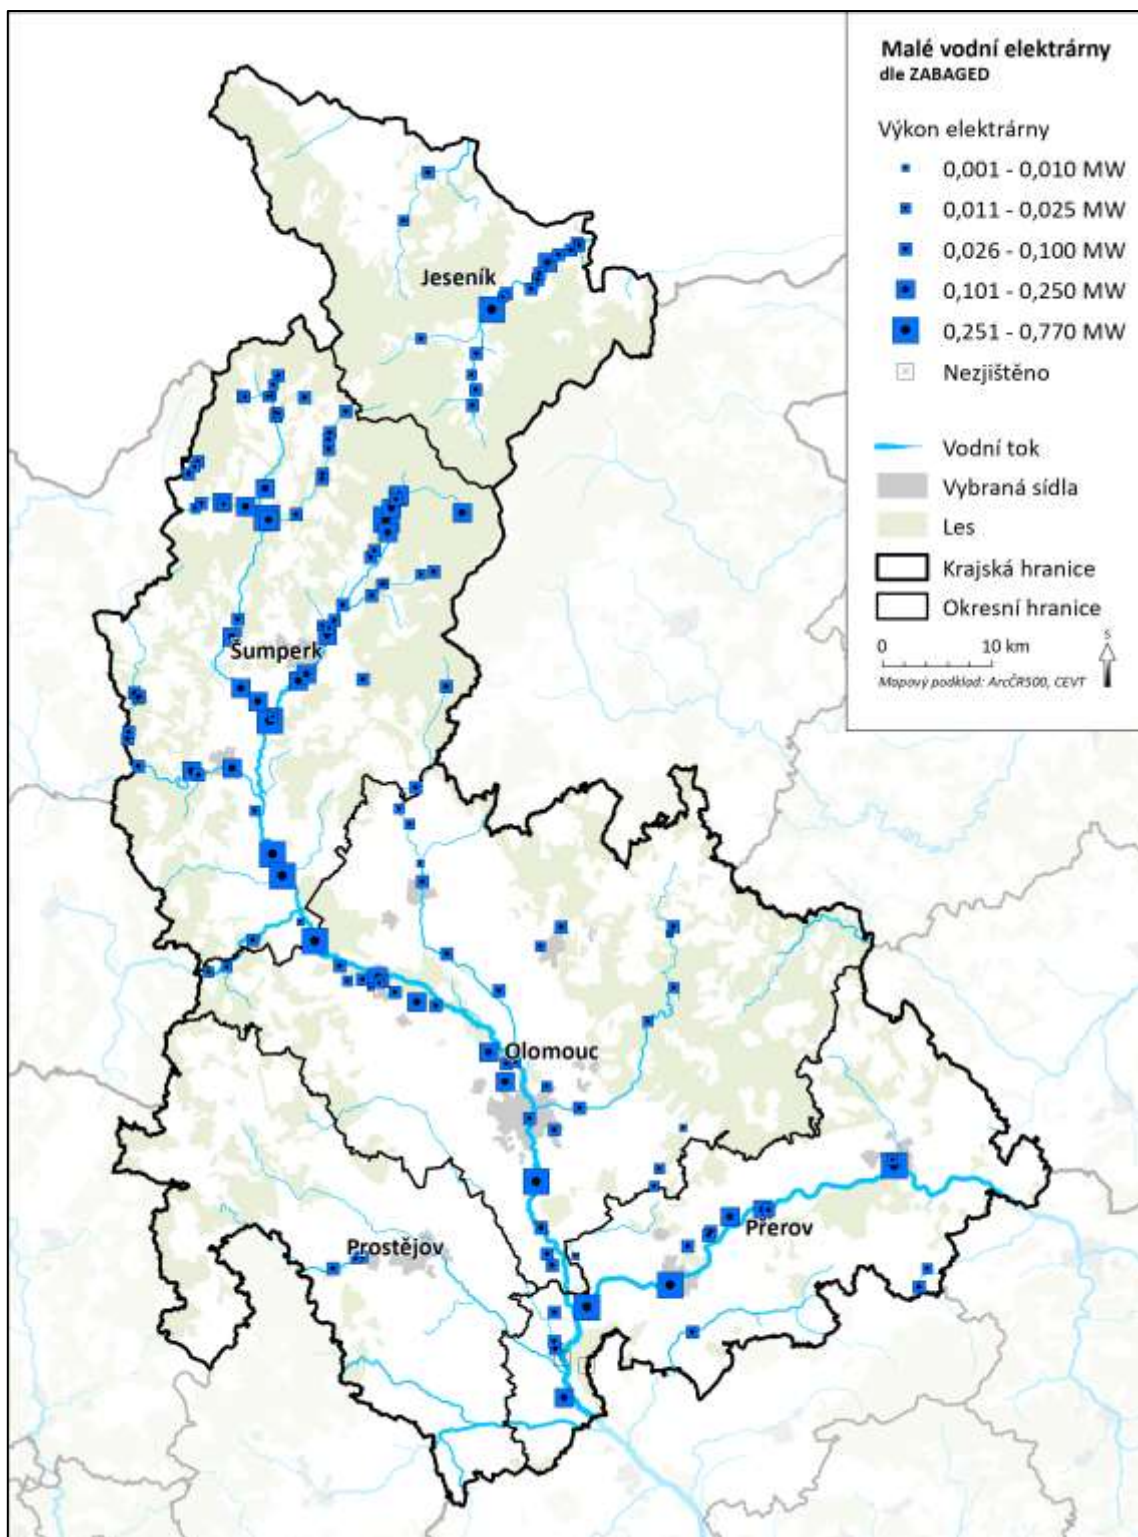 Malé vodní elektrárny
dle ZABAGED
Výkon elektrárny
0,001 - 0,010 MW
0,011 - 0,025 MW
0,026 - 0,100 MW
0,101 - 0,250 MW
0,251 - 0,770 MW
Nezjištěno
Vodní tok
Vybraná sídla
Les
Krajská hranice
Okresní hranice
0 10 km
S
Mapový podklad: ArcČR500, CEVT
Jeseník
Šumperk
Olomouc
Přerov
Prostějov